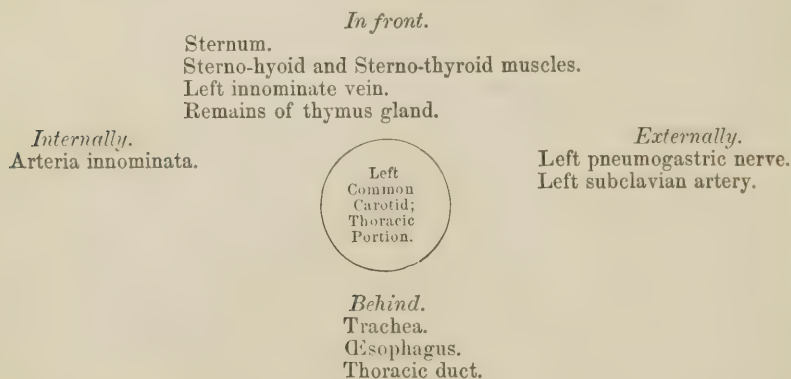 In front.
Sternum.
Sterno-hyoid and Sterno-thyroid muscles.
Left innominate vein.
Remains of thymus gland.
Internally.
Arteria innominata.
Externally.
Left pneumogastric nerve.
Left subclavian artery.
Left
Common
Carotid;
Thoracic
Portion.
Behind.
Trachea.
Œsophagus.
Thoracic duct.